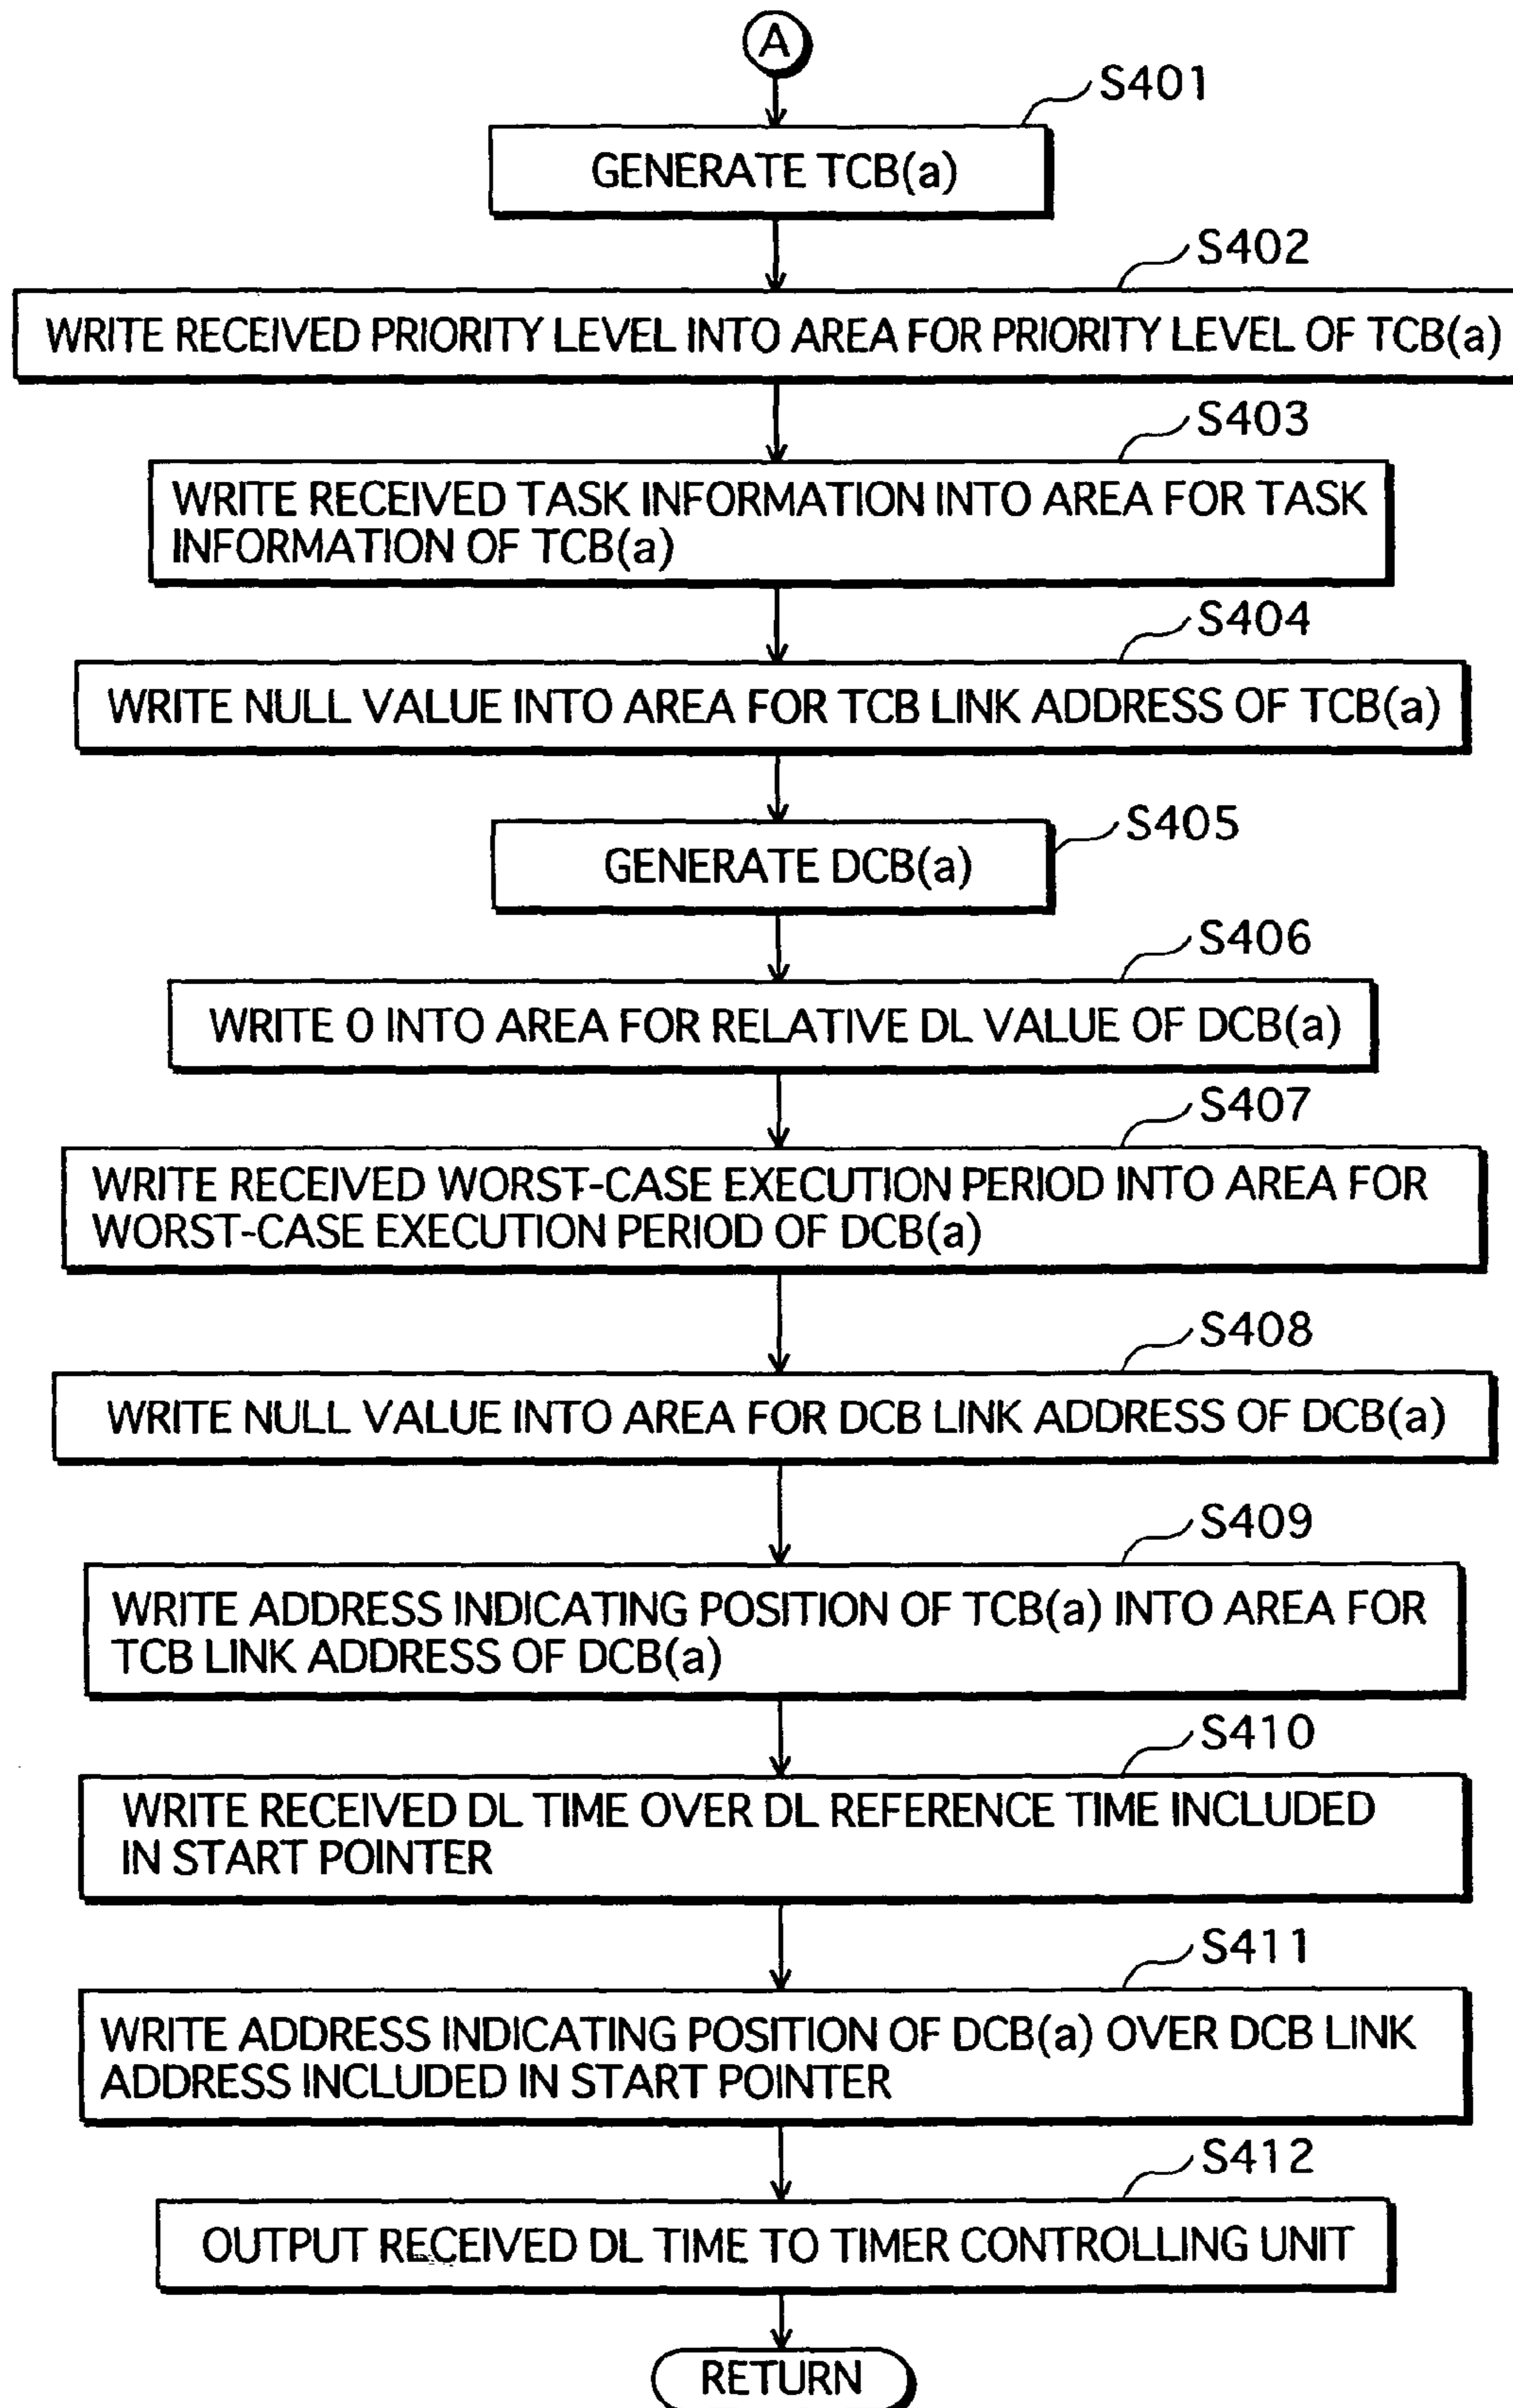 A
S401
GENERATE TCB(a)
S402
WRITE RECEIVED PRIORITY LEVEL INTO AREA FOR PRIORITY LEVEL OF TCB(a)
S403
WRITE RECEIVED TASK INFORMATION INTO AREA FOR TASK
INFORMATION OF TCB(a)
S404
WRITE NULL VALUE INTO AREA FOR TCB LINK ADDRESS OF TCB(a)
S405
GENERATE DCB(a)
S406
WRITE 0 INTO AREA FOR RELATIVE DL VALUE OF DCB(a)
S407
WRITE RECEIVED WORST-CASE EXECUTION PERIOD INTO AREA FOR
WORST-CASE EXECUTION PERIOD OF DCB(a)
S408
WRITE NULL VALUE INTO AREA FOR DCB LINK ADDRESS OF DCB(a)
S409
WRITE ADDRESS INDICATING POSITION OF TCB(a) INTO AREA FOR
TCB LINK ADDRESS OF DCB(a)
S410
WRITE RECEIVED DL TIME OVER DL REFERENCE TIME INCLUDED
IN START POINTER
S411
WRITE ADDRESS INDICATING POSITION OF DCB(a) OVER DCB LINK
ADDRESS INCLUDED IN START POINTER
S412
OUTPUT RECEIVED DL TIME TO TIMER CONTROLLING UNIT
RETURN